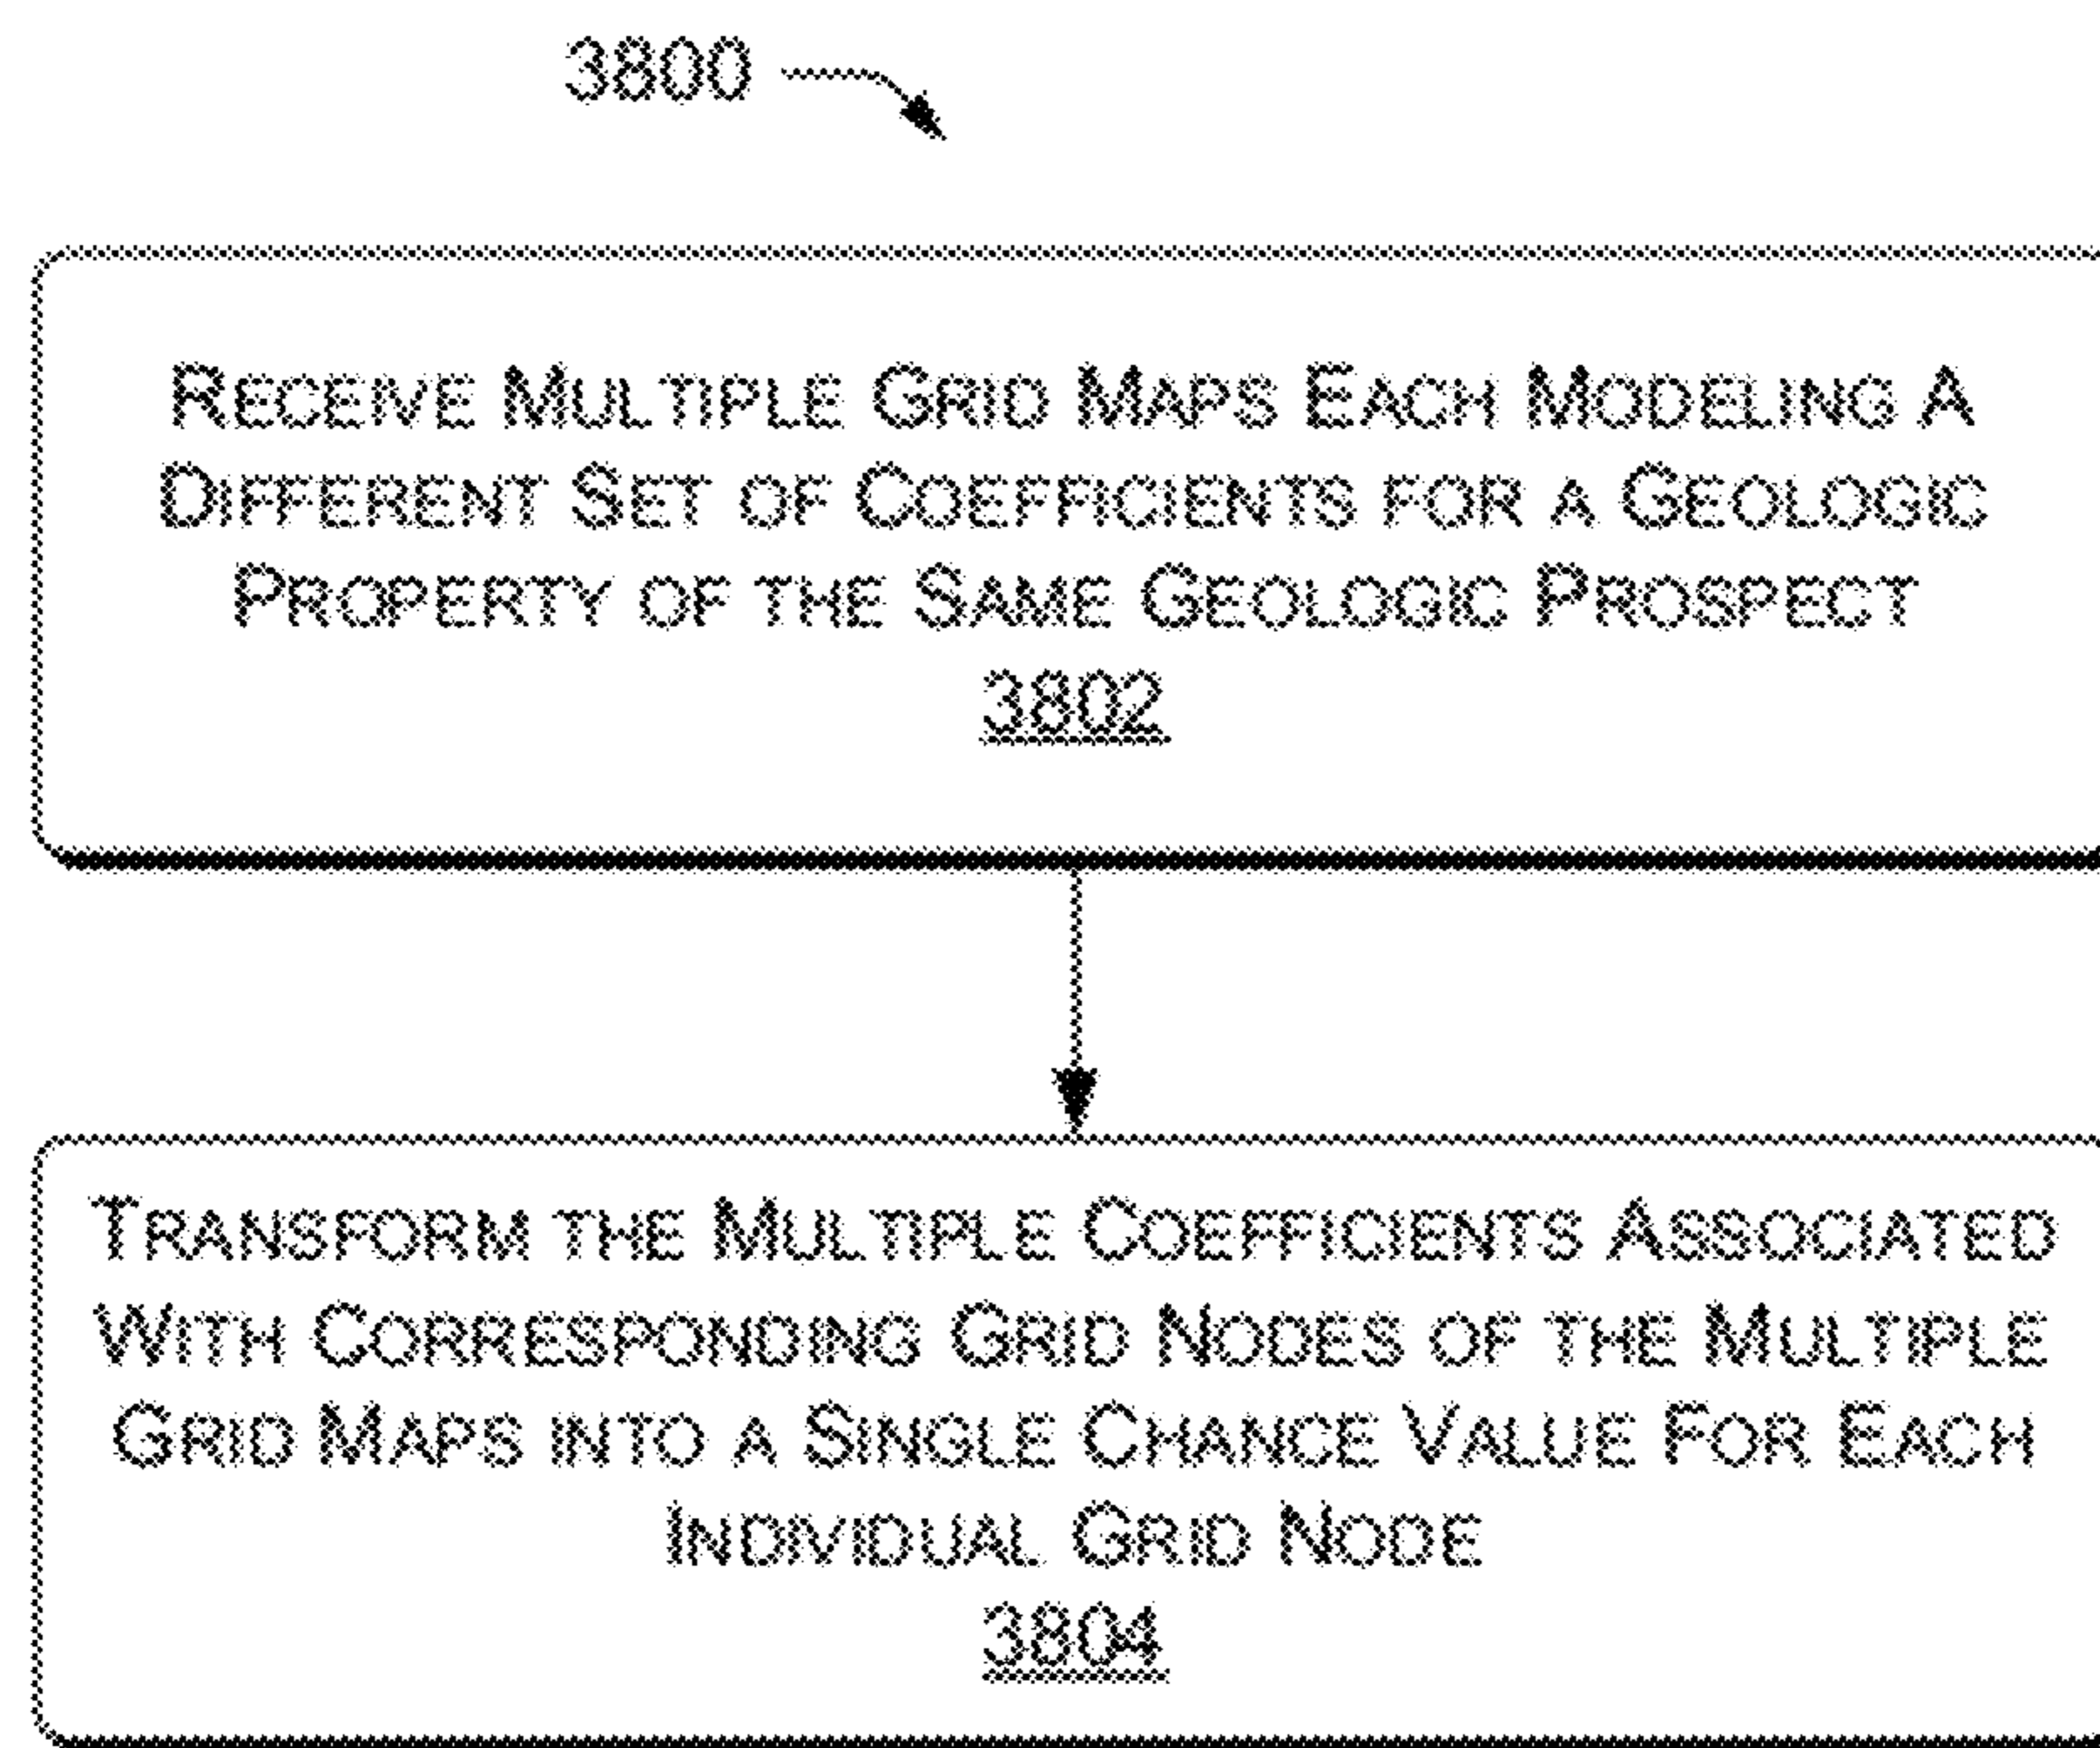 3800
RECEIVE MULTIPLE GRID MAPS EACH MODELING A
DIFFERENT SET OF COEFFICIENTS FOR A GEOLOGIC
PROPERTY OF THE SAME GEOLOGIC PROSPECT
3802
TRANSFORM THE MULTIPLE COEFFICIENTS ASSOCIATED
WITH CORRESPONDING GRID NODES OF THE MULTIPLE
GRID MAPS INTO A SINGLE CHANCE VALUE FOR EACH
INDIVIDUAL GRID NODE
3804